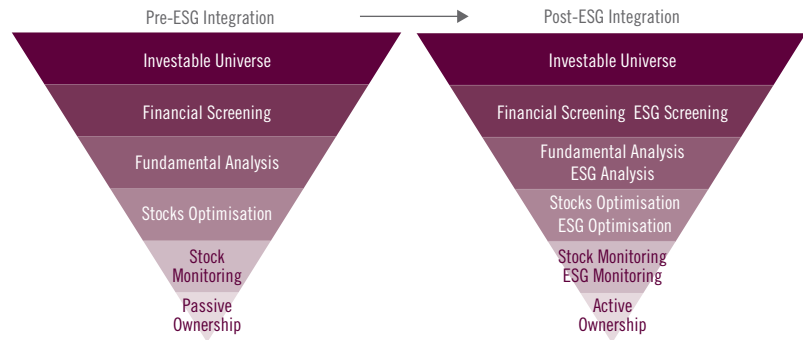 Pre-ESG Integration
Post-ESG Integration
Investable Universe
Financial Screening
Fundamental Analysis
Stocks Optimisation
Stock
Monitoring
Passive
Ownership
Investable Universe
Financial Screening ESG Screening
Fundamental Analysis
ESG Analysis
Stocks Optimisation
ESG Optimisation
Stock Monitoring
ESG Monitoring
Active
Ownership